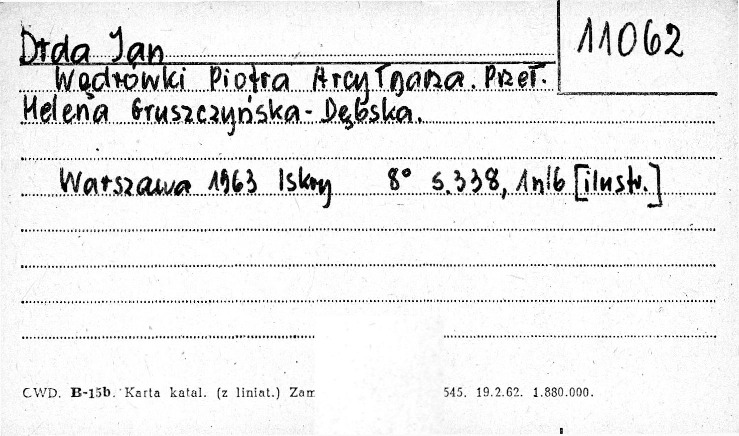 Drda Jan
11062
Wędrówki Piotra Arcyłgarza. Przeł.
Helena Gruszczyńska-Dębska.
Warszawa 1963 Iskry 8° s.338, 1nlb [ilustr.]
CWD. B-15b. Karta katal. (z liniat.) Zam 545. 19.2.62. 1.880.000.